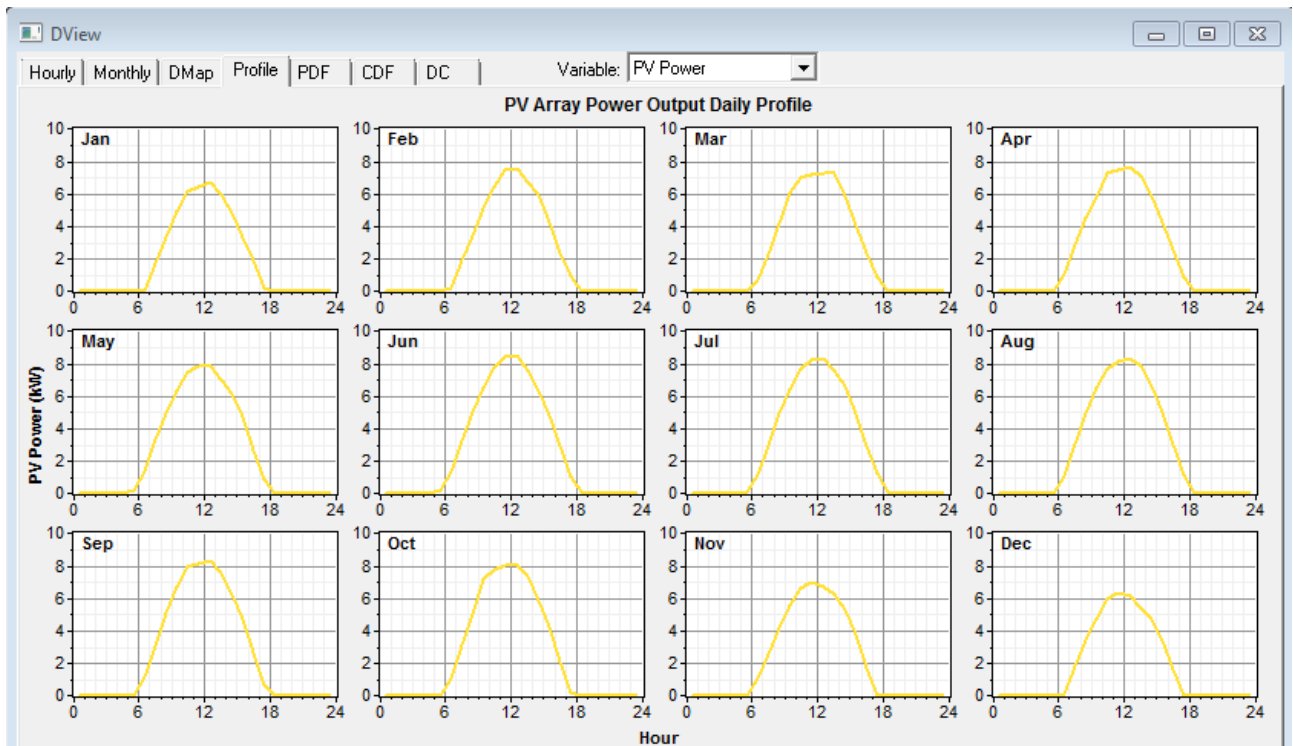 DView
Hourly Monthly DMap Profile PDF CDF DC Variable: PV Power
PV Array Power Output Daily Profile
PV Power (kW)
Jan
10
8
6
4
2
0
0 6 12 18 24
Feb
10
8
6
4
2
0
0 6 12 18 24
Mar
10
8
6
4
2
0
0 6 12 18 24
Apr
10
8
6
4
2
0
0 6 12 18 24
May
10
8
6
4
2
0
0 6 12 18 24
Jun
10
8
6
4
2
0
0 6 12 18 24
Jul
10
8
6
4
2
0
0 6 12 18 24
Aug
10
8
6
4
2
0
0 6 12 18 24
Sep
10
8
6
4
2
0
0 6 12 18 24
Oct
10
8
6
4
2
0
0 6 12 18 24
Nov
10
8
6
4
2
0
0 6 12 18 24
Dec
10
8
6
4
2
0
0 6 12 18 24
Hour